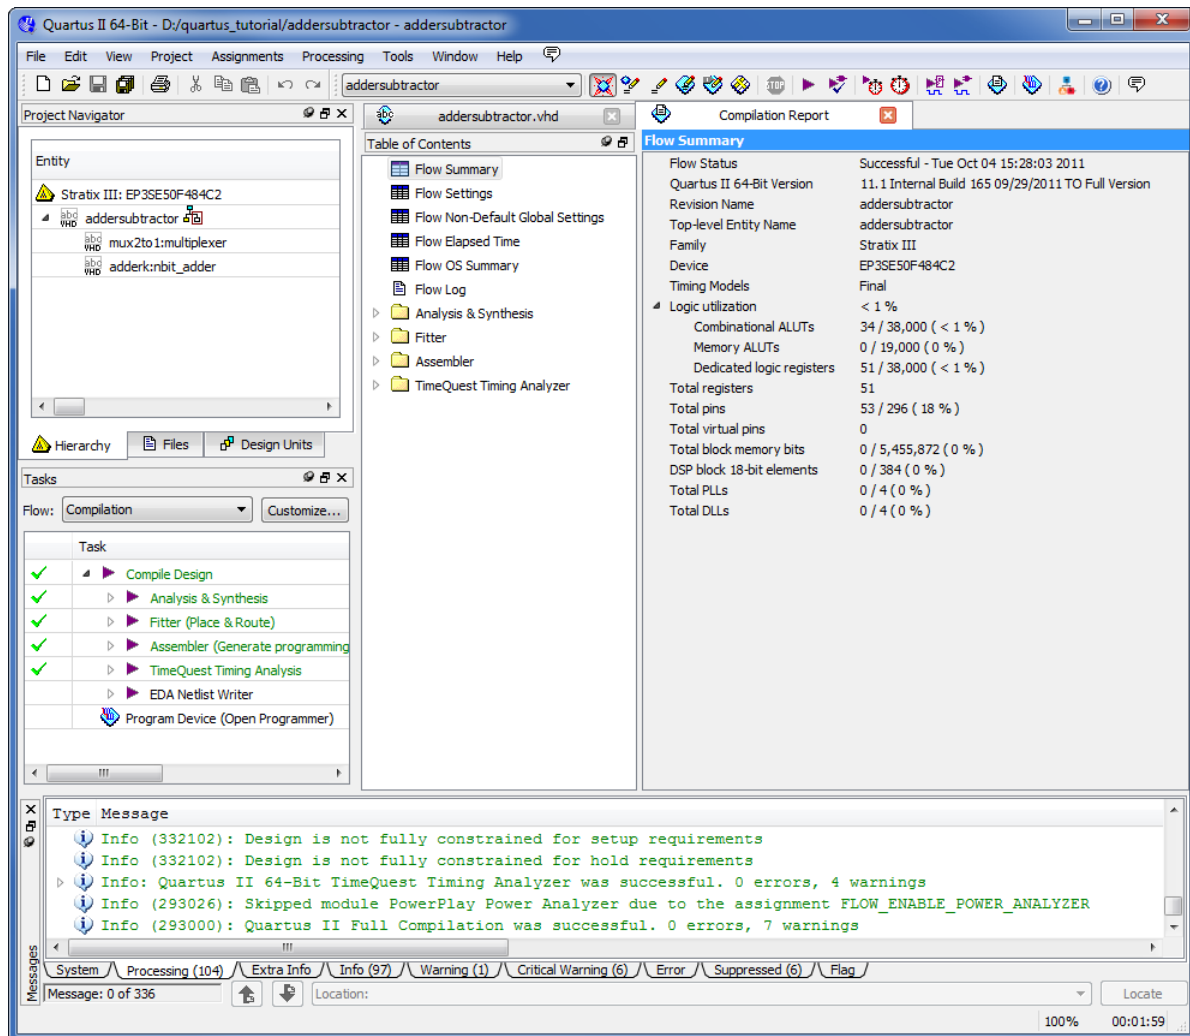 Quartus II 64-Bit - D:/quartus_tutorial/addersubtractor - addersubtractor
File Edit View Project Assignments Processing Tools Window Help
addersubtractor
Project Navigator
Entity
Stratix III: EP3SE50F484C2
addersubtractor
mux2to1:multiplexer
adderk:nbit_adder
Hierarchy Files Design Units
Tasks
Flow: Compilation Customize...
Task
Compile Design
Analysis & Synthesis
Fitter (Place & Route)
Assembler (Generate programming
TimeQuest Timing Analysis
EDA Netlist Writer
Program Device (Open Programmer)
addersubtractor.vhd
Table of Contents
Flow Summary
Flow Settings
Flow Non-Default Global Settings
Flow Elapsed Time
Flow OS Summary
Flow Log
Analysis & Synthesis
Fitter
Assembler
TimeQuest Timing Analyzer
Compilation Report
Flow Summary
Flow Status Successful - Tue Oct 04 15:28:03 2011
Quartus II 64-Bit Version 11.1 Internal Build 165 09/29/2011 TO Full Version
Revision Name addersubtractor
Top-level Entity Name addersubtractor
Family Stratix III
Device EP3SE50F484C2
Timing Models Final
Logic utilization < 1 %
Combinational ALUTs 34 / 38,000 ( < 1 % )
Memory ALUTs 0 / 19,000 ( 0 % )
Dedicated logic registers 51 / 38,000 ( < 1 % )
Total registers 51
Total pins 53 / 296 ( 18 % )
Total virtual pins 0
Total block memory bits 0 / 5,455,872 ( 0 % )
DSP block 18-bit elements 0 / 384 ( 0 % )
Total PLLs 0 / 4 ( 0 % )
Total DLLs 0 / 4 ( 0 % )
Type Message
Info (332102): Design is not fully constrained for setup requirements
Info (332102): Design is not fully constrained for hold requirements
Info: Quartus II 64-Bit TimeQuest Timing Analyzer was successful. 0 errors, 4 warnings
Info (293026): Skipped module PowerPlay Power Analyzer due to the assignment FLOW_ENABLE_POWER_ANALYZER
Info (293000): Quartus II Full Compilation was successful. 0 errors, 7 warnings
System Processing (104) Extra Info Info (97) Warning (1) Critical Warning (6) Error Suppressed (6) Flag
Messages
Message: 0 of 336 Location: Locate
100% 00:01:59